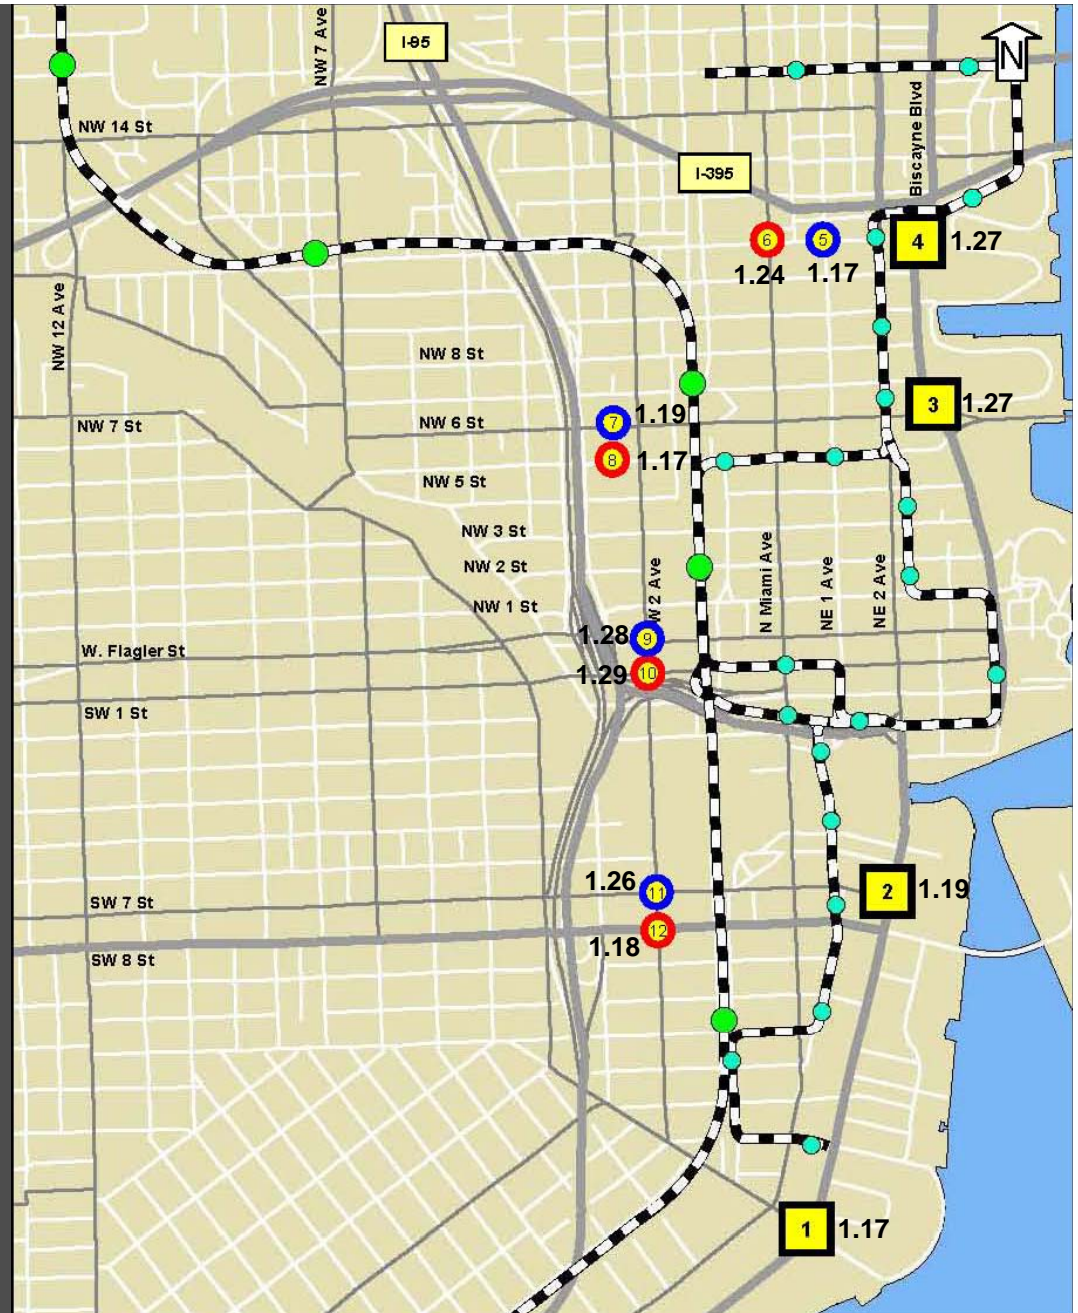 NW 7 Ave
I-95
N
NW 14 St
Biscayne Blvd
I-395
6
5
4
1.27
1.24
1.17
NW 12 Ave
NW 8 St
3
1.27
NW 7 St
NW 6 St
7
1.19
8
1.17
NW 5 St
NW 3 St
NW 2 St
NW 1 St
W 2 Ave
N Miami Ave
NE 1 Ave
NE 2 Ave
1.28
9
W. Flagler St
1.29
10
SW 1 St
1.26
11
2
1.19
SW 7 St
12
1.18
SW 8 St
1
1.17